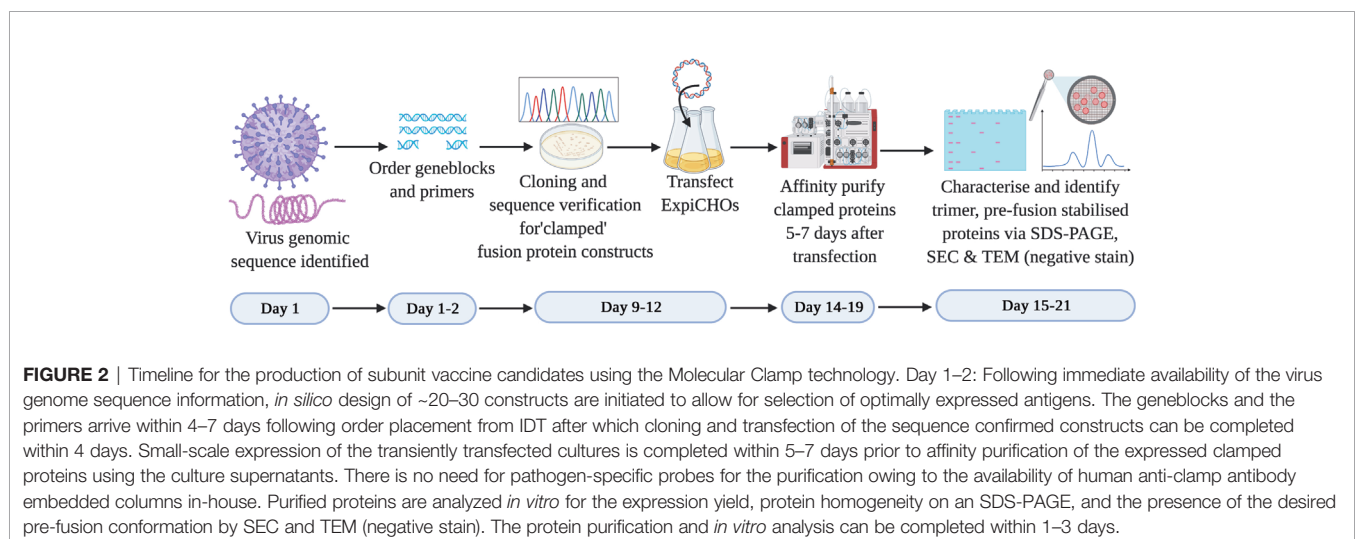 Virus genomic
sequence identified
Order geneblocks
and primers
Cloning and
sequence verification
for'clamped'
fusion protein constructs
Transfect
ExpiCHOs
Affinity purify
clamped proteins
5-7 days after
transfection
Characterise and identify
trimer, pre-fusion stabilised
proteins via SDS-PAGE,
SEC & TEM (negative stain)
Day 1
Day 1-2
Day 9-12
Day 14-19
Day 15-21
FIGURE 2 | Timeline for the production of subunit vaccine candidates using the Molecular Clamp technology. Day 1–2: Following immediate availability of the virus
genome sequence information, in silico design of ~20–30 constructs are initiated to allow for selection of optimally expressed antigens. The geneblocks and the
primers arrive within 4–7 days following order placement from IDT after which cloning and transfection of the sequence confirmed constructs can be completed
within 4 days. Small-scale expression of the transiently transfected cultures is completed within 5–7 days prior to affinity purification of the expressed clamped
proteins using the culture supernatants. There is no need for pathogen-specific probes for the purification owing to the availability of human anti-clamp antibody
embedded columns in-house. Purified proteins are analyzed in vitro for the expression yield, protein homogeneity on an SDS-PAGE, and the presence of the desired
pre-fusion conformation by SEC and TEM (negative stain). The protein purification and in vitro analysis can be completed within 1–3 days.